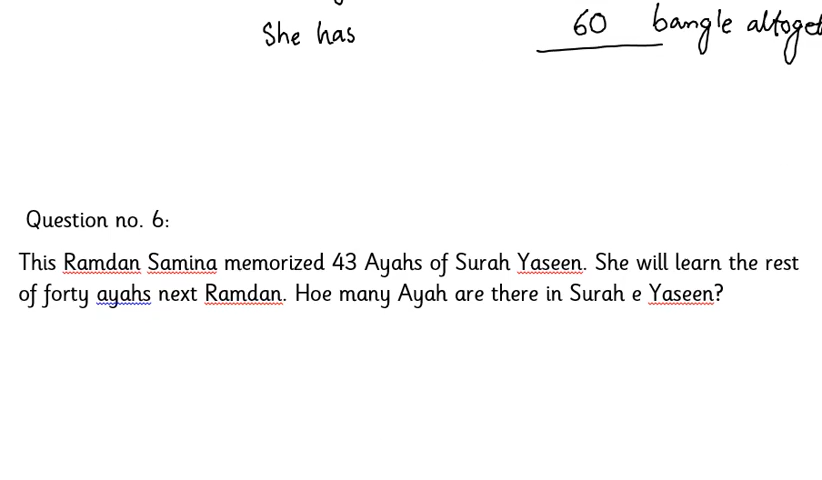 She has 60 bangle
Question no. 6:
This Ramdan Samina memorized 43 Ayahs of Surah Yaseen. She will learn the rest
of forty ayahs next Ramdan. Hoe many Ayah are there in Surah e Yaseen?